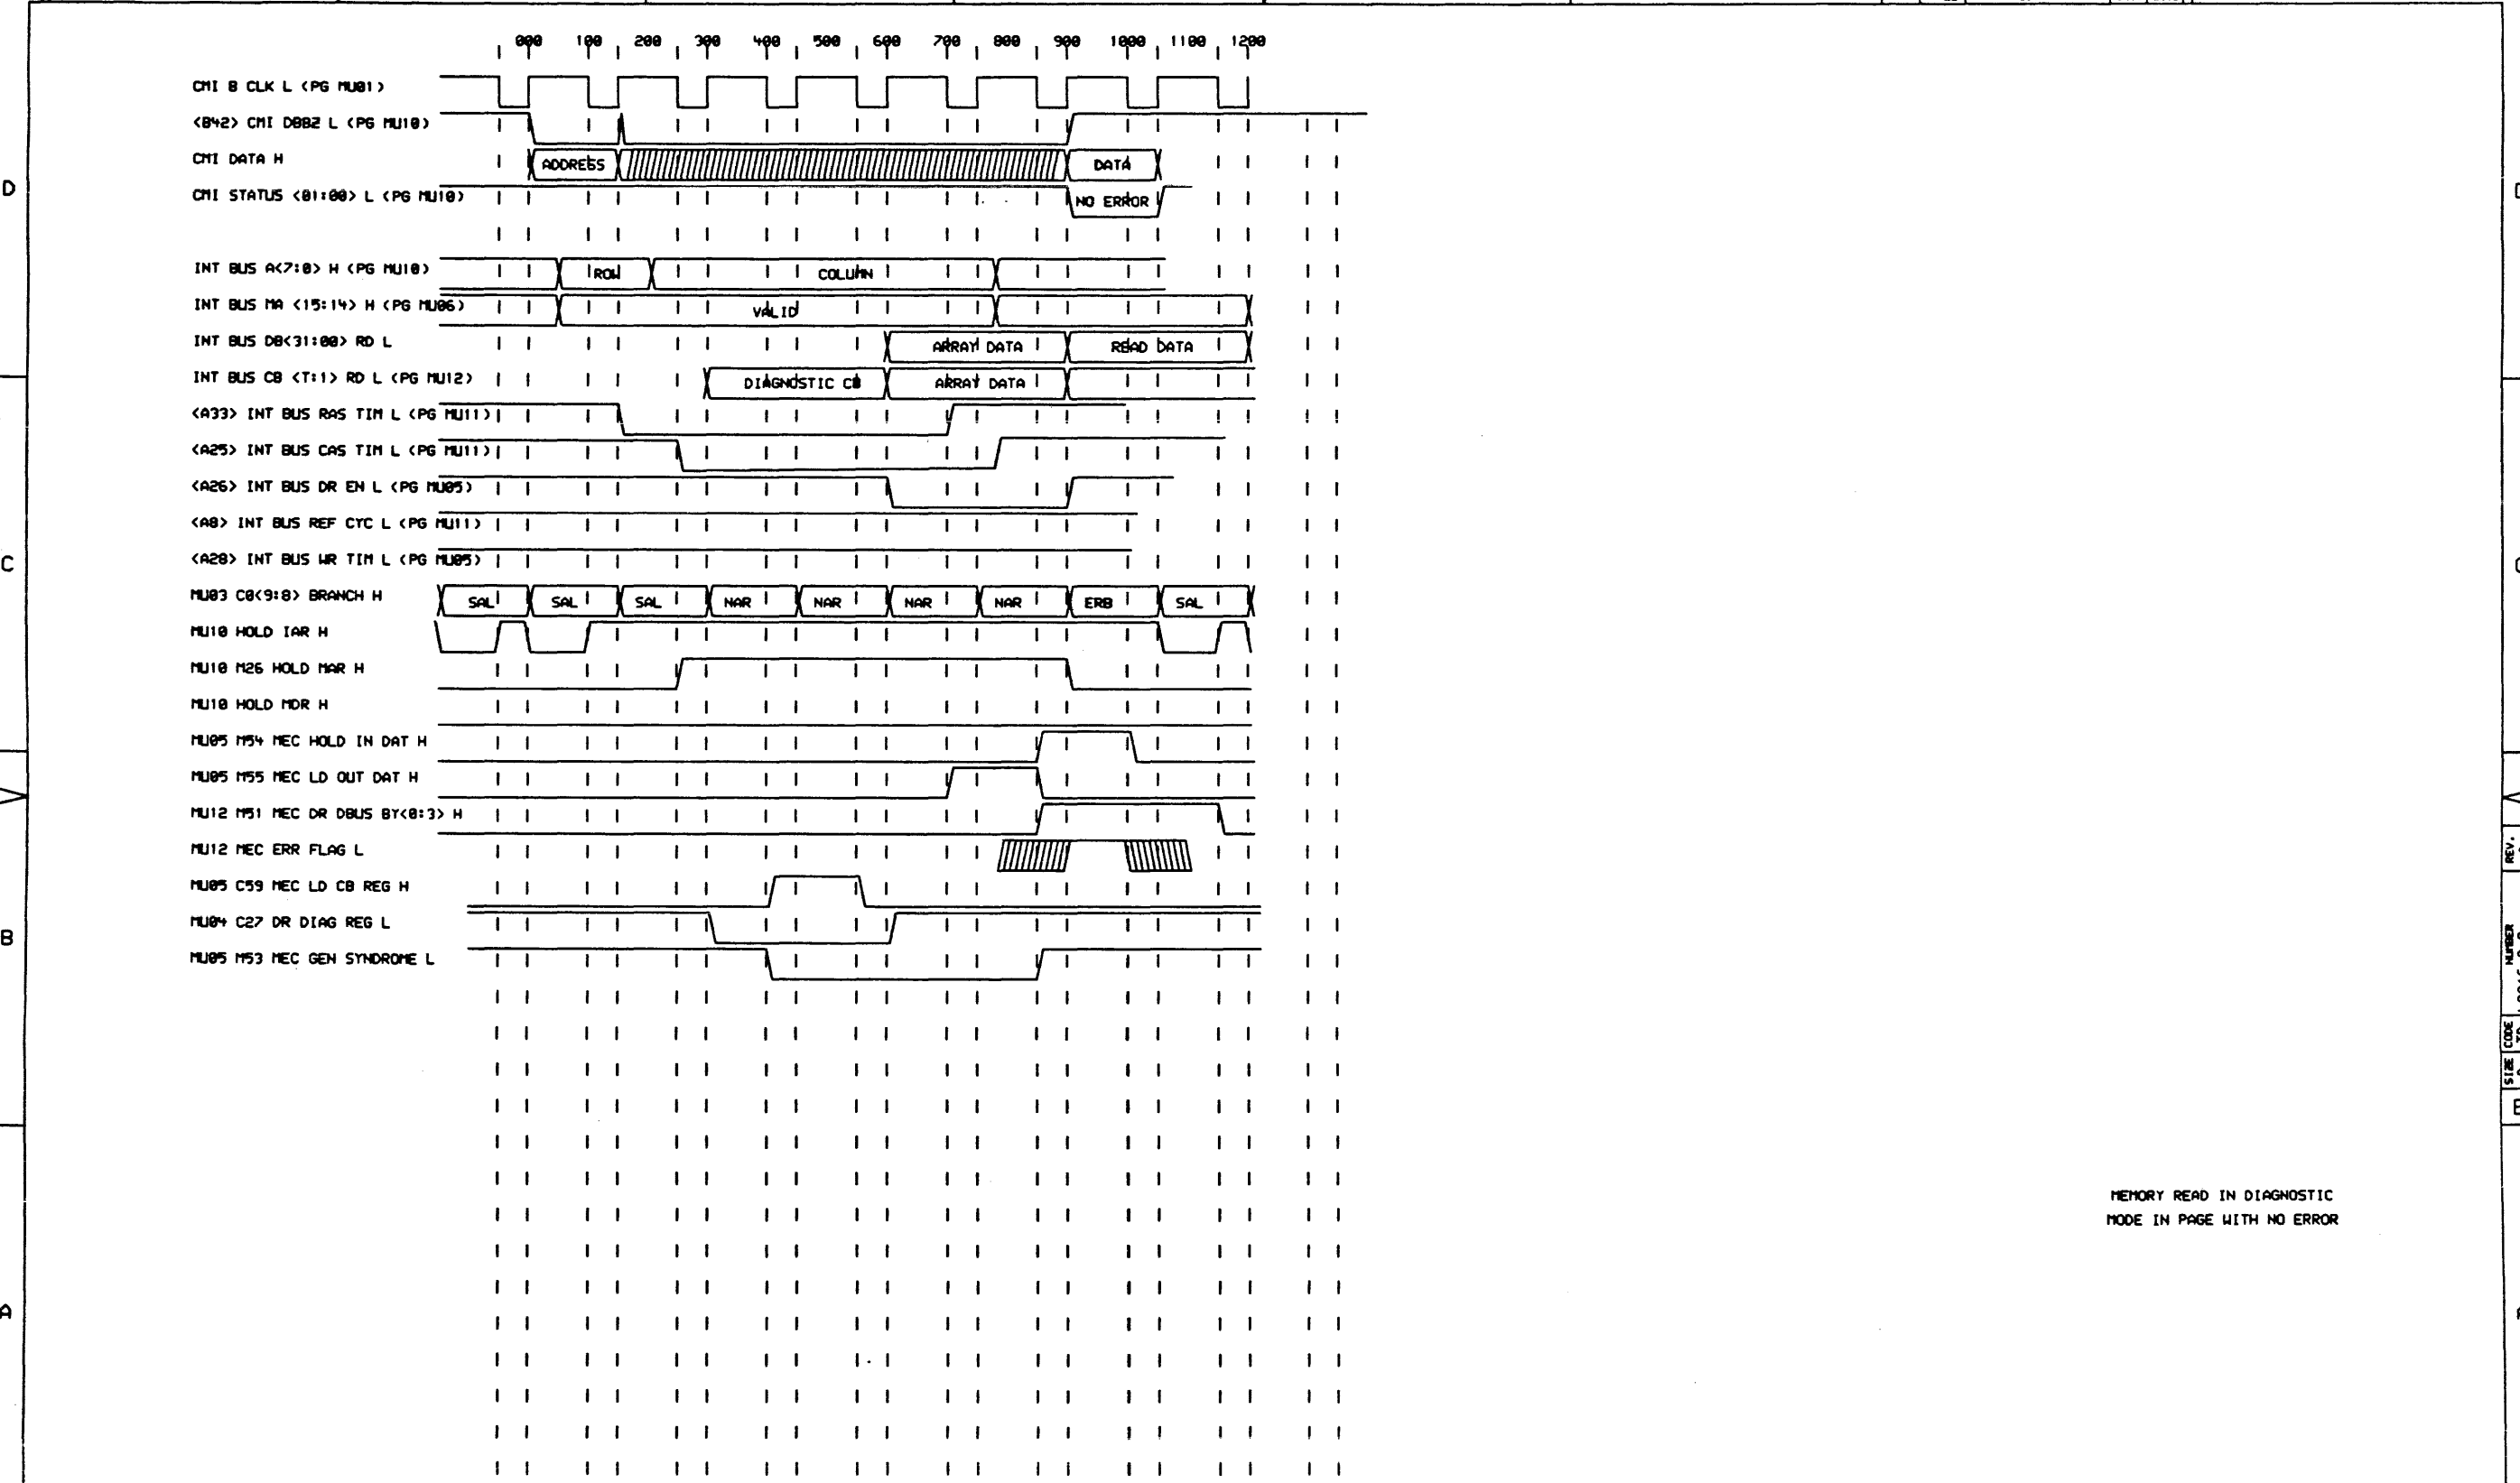 000 100 200 300 400 500 600 700 800 900 1000 1100 1200
CMI B CLK L (PG MU01)
<B42> CMI DBBZ L (PG MU10)
CMI DATA H ADDRESS DATA
D
CMI STATUS <01:00> L (PG MU10) NO ERROR
INT BUS A<7:0> H (PG MU10) ROW COLUMN
INT BUS MA <15:14> H (PG MU06) VALID
INT BUS DB<31:00> RD L ARRAY DATA READ DATA
INT BUS CB <T:1> RD L (PG MU12) DIAGNOSTIC CB ARRAY DATA
<A33> INT BUS RAS TIM L (PG MU11)
<A25> INT BUS CAS TIM L (PG MU11)
<A26> INT BUS DR EN L (PG MU05)
<A8> INT BUS REF CYC L (PG MU11)
<A28> INT BUS WR TIM L (PG MU05)
C
MU03 C0<9:8> BRANCH H SAL SAL SAL NAR NAR NAR NAR ERB SAL
MU10 HOLD IAR H
MU10 M26 HOLD MAR H
MU10 HOLD MDR H
MU05 M54 MEC HOLD IN DAT H
MU05 M55 MEC LD OUT DAT H
MU12 M51 MEC DR DBUS BY<0:3> H
MU12 MEC ERR FLAG L
REV.
MU05 C59 MEC LD CB REG H
MU04 C27 DR DIAG REG L
B
MU05 M53 MEC GEN SYNDROME L
NUMBER
CODE
SIZE
MEMORY READ IN DIAGNOSTIC
MODE IN PAGE WITH NO ERROR
A